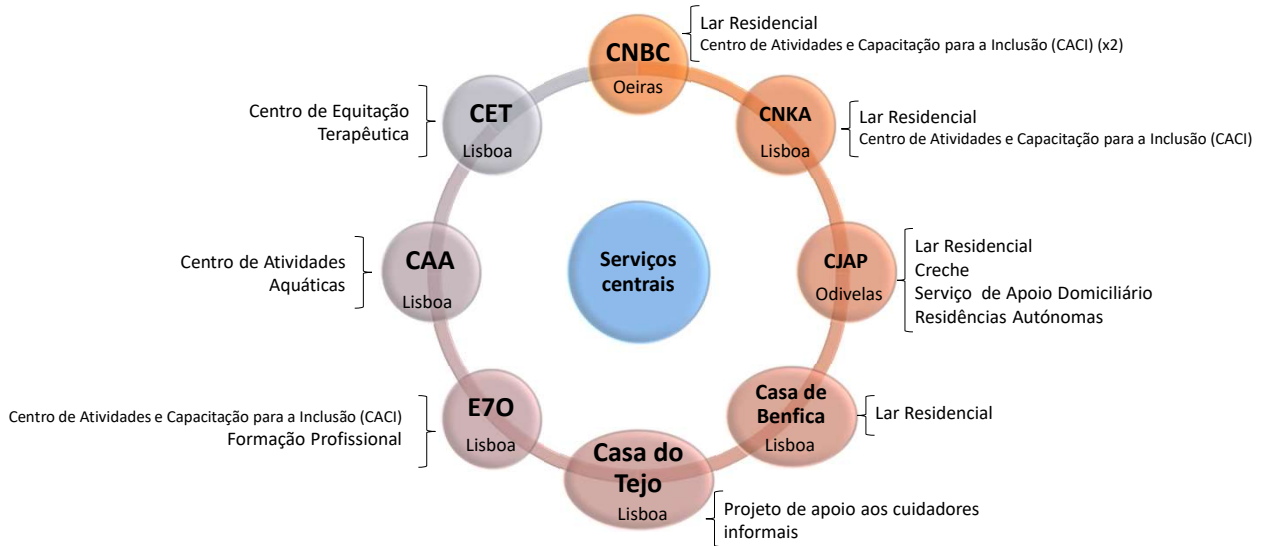 CNBC
Oeiras
Lar Residencial
Centro de Atividades e Capacitação para a Inclusão (CACI) (x2)
CNKA
Lisboa
Lar Residencial
Centro de Atividades e Capacitação para a Inclusão (CACI)
CJAP
Odivelas
Lar Residencial
Creche
Serviço de Apoio Domiciliário
Residências Autónomas
Casa de
Benfica
Lisboa
Lar Residencial
Casa do
Tejo
Lisboa
Projeto de apoio aos cuidadores
informais
E7O
Lisboa
Centro de Atividades e Capacitação para a Inclusão (CACI)
Formação Profissional
CAA
Lisboa
Centro de Atividades
Aquáticas
CET
Lisboa
Centro de Equitação
Terapêutica
Serviços
centrais